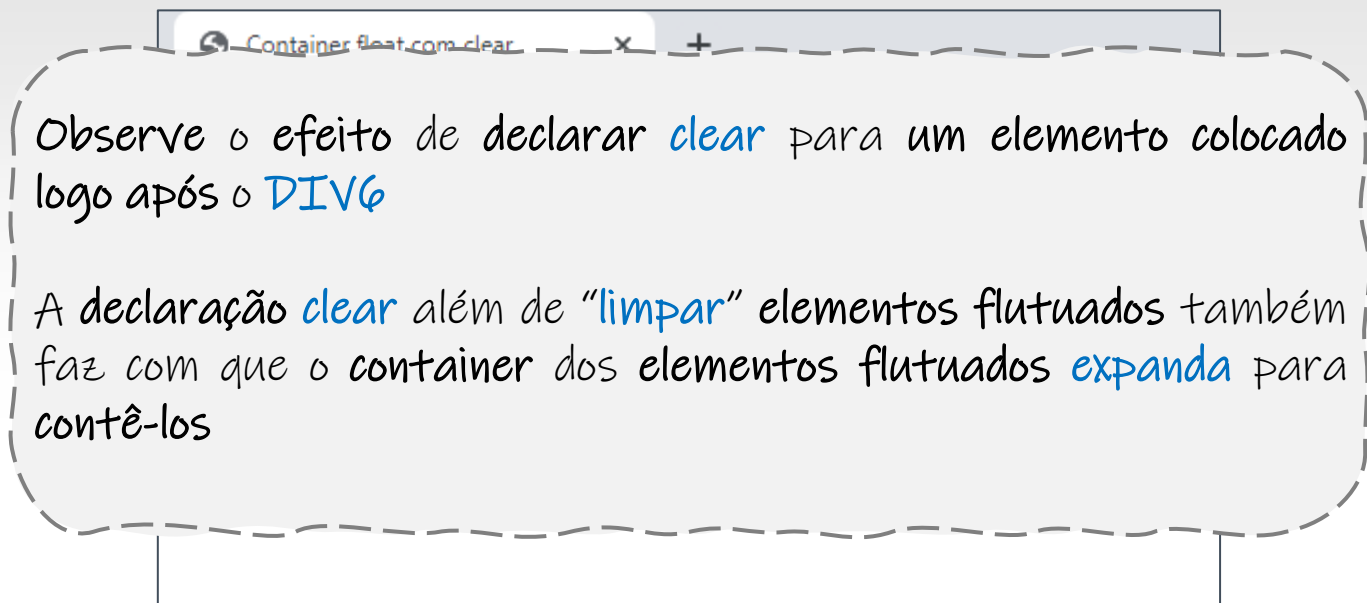 Container float com clear
Observe o efeito de declarar clear para um elemento colocado
logo após o DIV6
A declaração clear além de “limpar” elementos flutuados também
faz com que o container dos elementos flutuados expanda para
contê-los